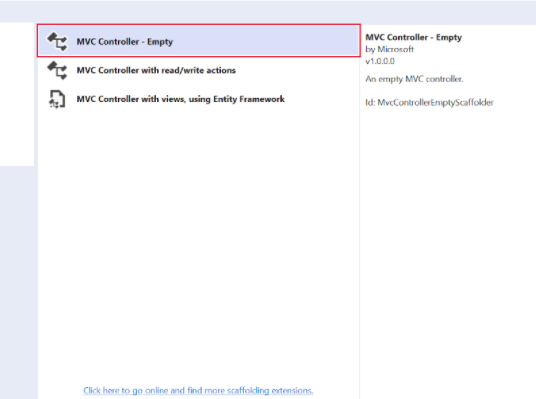 MVC Controller - Empty
MVC Controller with read/write actions
MVC Controller with views, using Entity Framework
MVC Controller - Empty
by Microsoft
v1.0.0.0
An empty MVC controller.
Id: MvcControllerEmptyScaffolder
Click here to go online and find more scaffolding extensions.